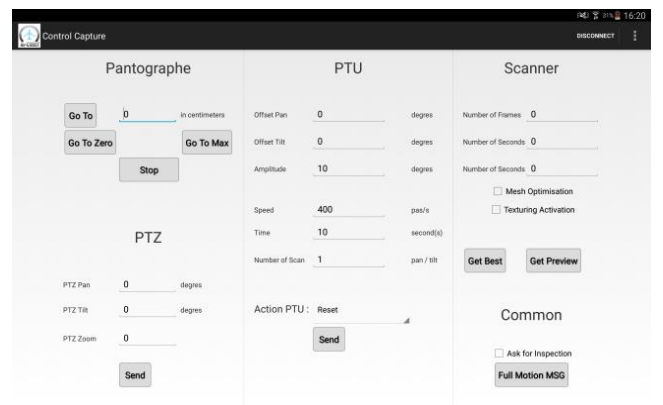 31% 16:20
Control Capture DISCONNECT
Pantographe
Go To 0 in centimeters
Go To Zero Go To Max
Stop
PTZ
PTZ Pan 0 degres
PTZ Tilt 0 degres
PTZ Zoom 0
Send
PTU
Offset Pan 0 degres
Offset Tilt 0 degres
Amplitude 10 degres
Speed 400 pas/s
Time 10 second(s)
Number of Scan 1 pan / tilt
Action PTU : Reset
Send
Scanner
Number of Frames 0
Number of Seconds 0
Number of Seconds 0
Mesh Optimisation
Texturing Activation
Get Best Get Preview
Common
Ask for Inspection
Full Motion MSG